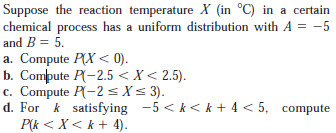 Suppose the reaction temperature X (in °C) in a certain
chemical process has a uniform distribution with A = −5
and B = 5.
a. Compute P(X < 0).
b. Compute P(−2.5 < X < 2.5).
c. Compute P(−2 ≤ X ≤ 3).
d. For k satisfying −5 < k < k + 4 < 5, compute
P(k < X < k + 4).